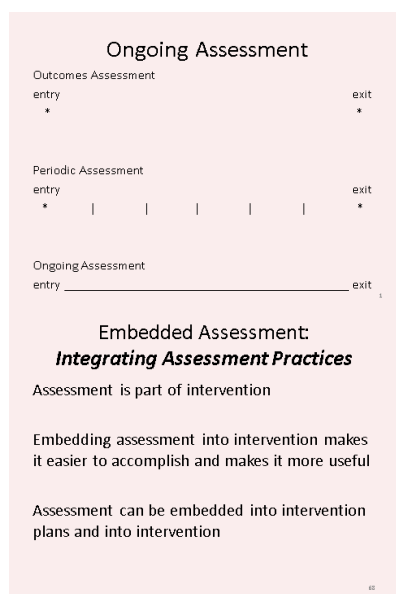 Ongoing Assessment
Outcomes Assessment
entry exit
* *
Periodic Assessment
entry exit
* | | | | | *
Ongoing Assessment
entry ______________________________ exit
Embedded Assessment:
Integrating Assessment Practices
Assessment is part of intervention
Embedding assessment into intervention makes
it easier to accomplish and makes it more useful
Assessment can be embedded into intervention
plans and into intervention